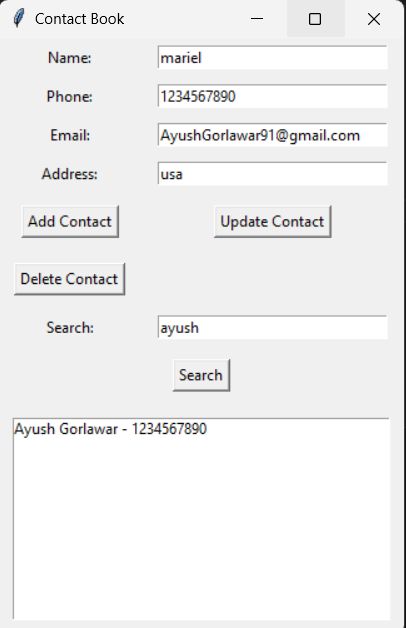 Contact Book
Name: mariel
Phone: 1234567890
Email: AyushGorlawar91@gmail.com
Address: usa
Add Contact Update Contact
Delete Contact
Search: ayush
Search
Ayush Gorlawar - 1234567890